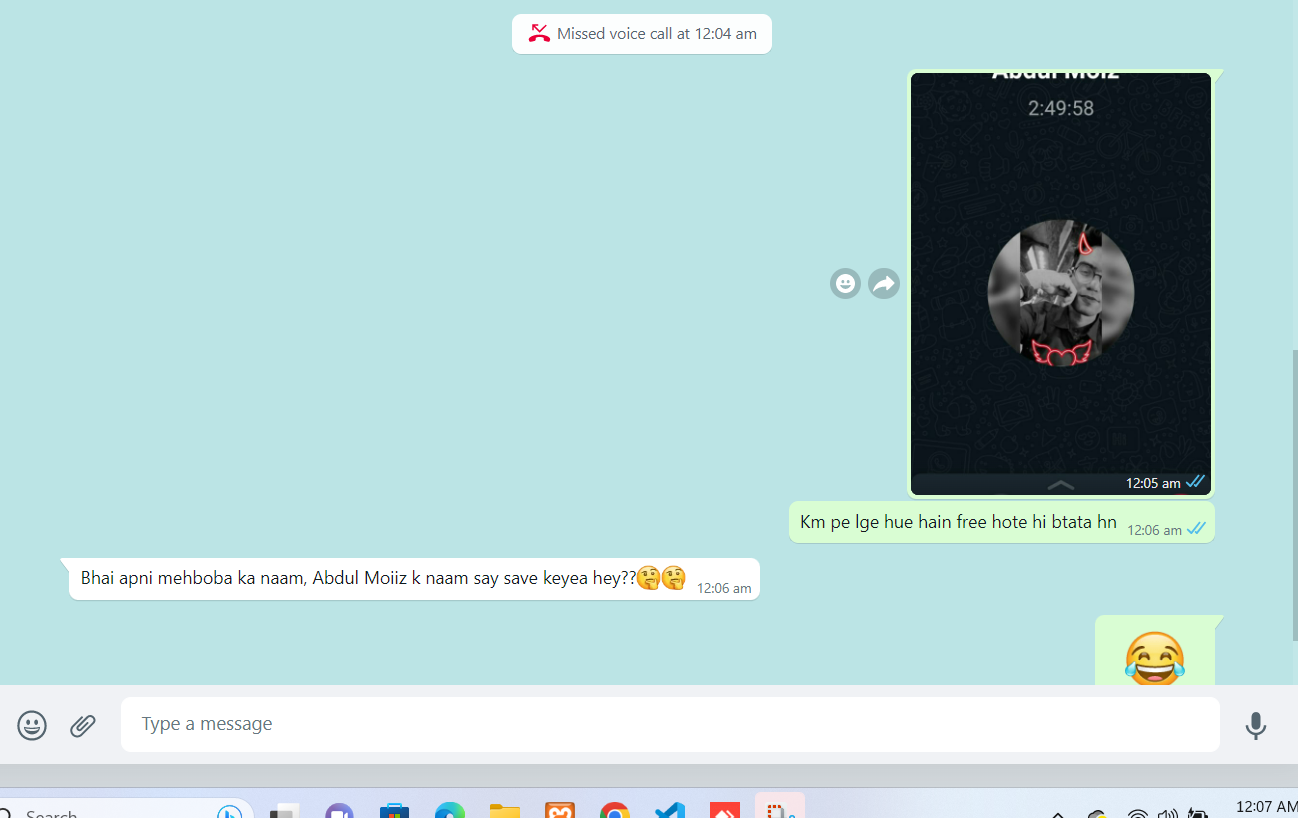 Missed voice call at 12:04 am
Abdul Moiz
2:49:58
12:05 am
Km pe lge hue hain free hote hi btata hn 12:06 am
Bhai apni mehboba ka naam, Abdul Moiiz k naam say save keyea hey??🤔🤔 12:06 am
😂
Type a message
Search
12:07 AM